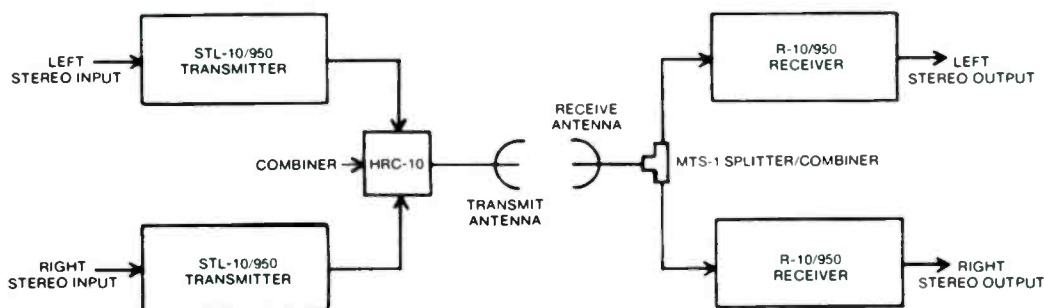 LEFT
STEREO INPUT
STL-10/950
TRANSMITTER
R-10/950
RECEIVER
LEFT
STEREO OUTPUT
COMBINER
HRC-10
TRANSMIT
ANTENNA
RECEIVE
ANTENNA
MTS-1 SPLITTER/COMBINER
RIGHT
STEREO INPUT
STL-10/950
TRANSMITTER
R-10/950
RECEIVER
RIGHT
STEREO OUTPUT